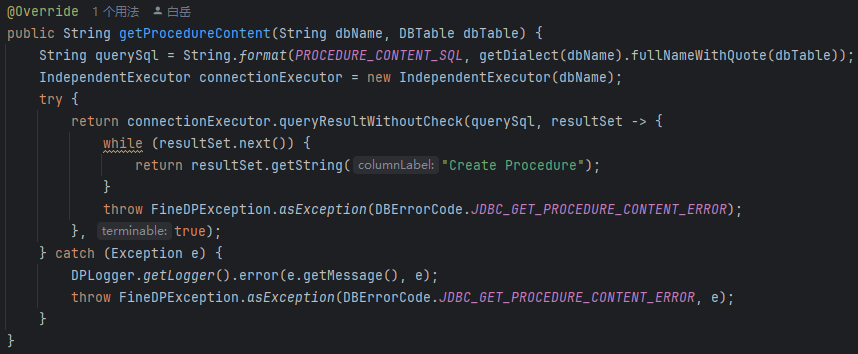 @Override 1 个用法 白岳
public String getProcedureContent(String dbName, DBTable dbTable) {
String querySql = String.format(PROCEDURE_CONTENT_SQL, getDialect(dbName).fullNameWithQuote(dbTable));
IndependentExecutor connectionExecutor = new IndependentExecutor(dbName);
try {
return connectionExecutor.queryResultWithoutCheck(querySql, resultSet -> {
while (resultSet.next()) {
return resultSet.getString( columnLabel: "Create Procedure");
}
throw FineDPException.asException(DBErrorCode.JDBC_GET_PROCEDURE_CONTENT_ERROR);
}, terminable: true);
} catch (Exception e) {
DPLogger.getLogger().error(e.getMessage(), e);
throw FineDPException.asException(DBErrorCode.JDBC_GET_PROCEDURE_CONTENT_ERROR, e);
}
}